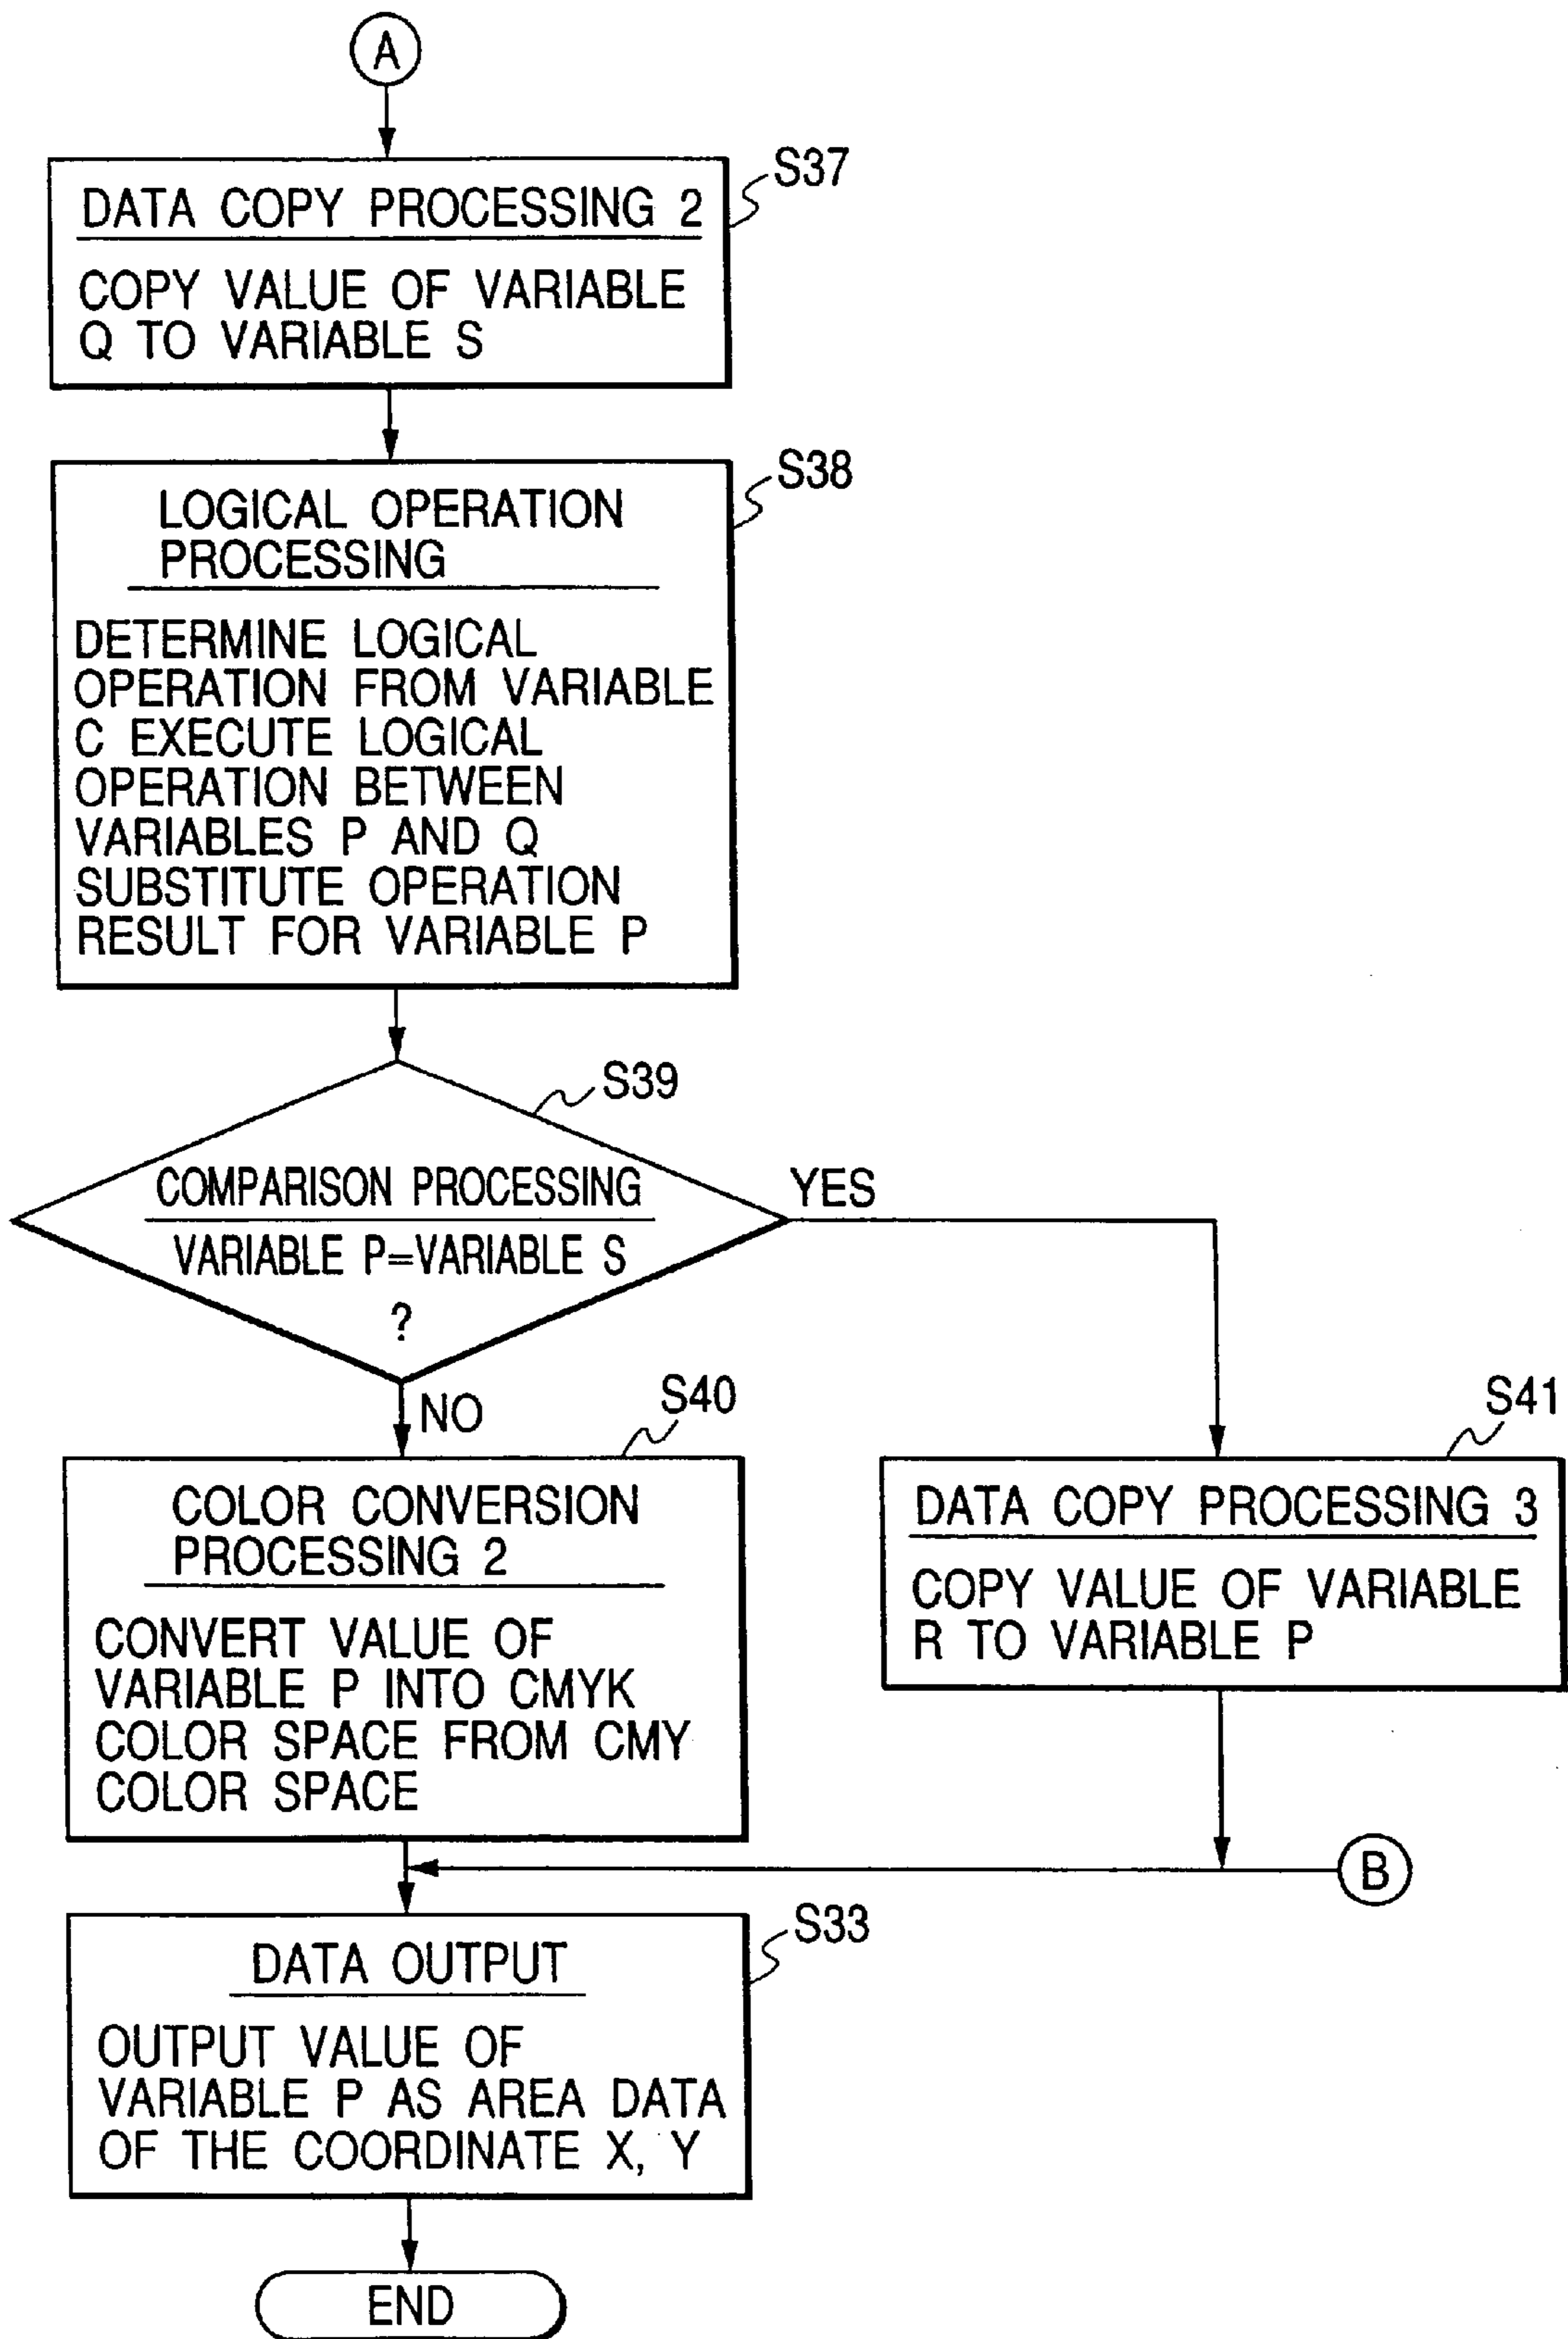 A
S37
DATA COPY PROCESSING 2
COPY VALUE OF VARIABLE
Q TO VARIABLE S
S38
LOGICAL OPERATION
PROCESSING
DETERMINE LOGICAL
OPERATION FROM VARIABLE
C EXECUTE LOGICAL
OPERATION BETWEEN
VARIABLES P AND Q
SUBSTITUTE OPERATION
RESULT FOR VARIABLE P
S39
COMPARISON PROCESSING
VARIABLE P=VARIABLE S
?
YES
NO
S40
COLOR CONVERSION
PROCESSING 2
CONVERT VALUE OF
VARIABLE P INTO CMYK
COLOR SPACE FROM CMY
COLOR SPACE
S41
DATA COPY PROCESSING 3
COPY VALUE OF VARIABLE
R TO VARIABLE P
B
S33
DATA OUTPUT
OUTPUT VALUE OF
VARIABLE P AS AREA DATA
OF THE COORDINATE X, Y
END